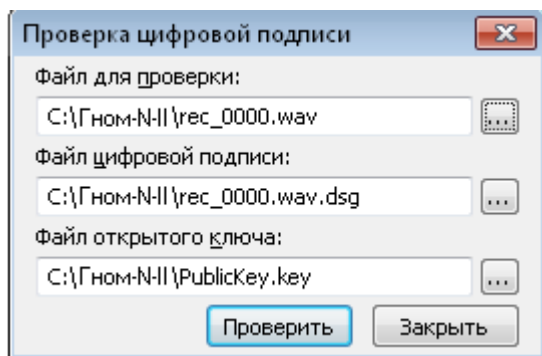 Проверка цифровой подписи
Файл для проверки:
C:\Гном-N-II\rec_0000.wav
...
Файл цифровой подписи:
C:\Гном-N-II\rec_0000.wav.dsg
...
Файл открытого ключа:
C:\Гном-N-II\PublicKey.key
...
Проверить Закрыть